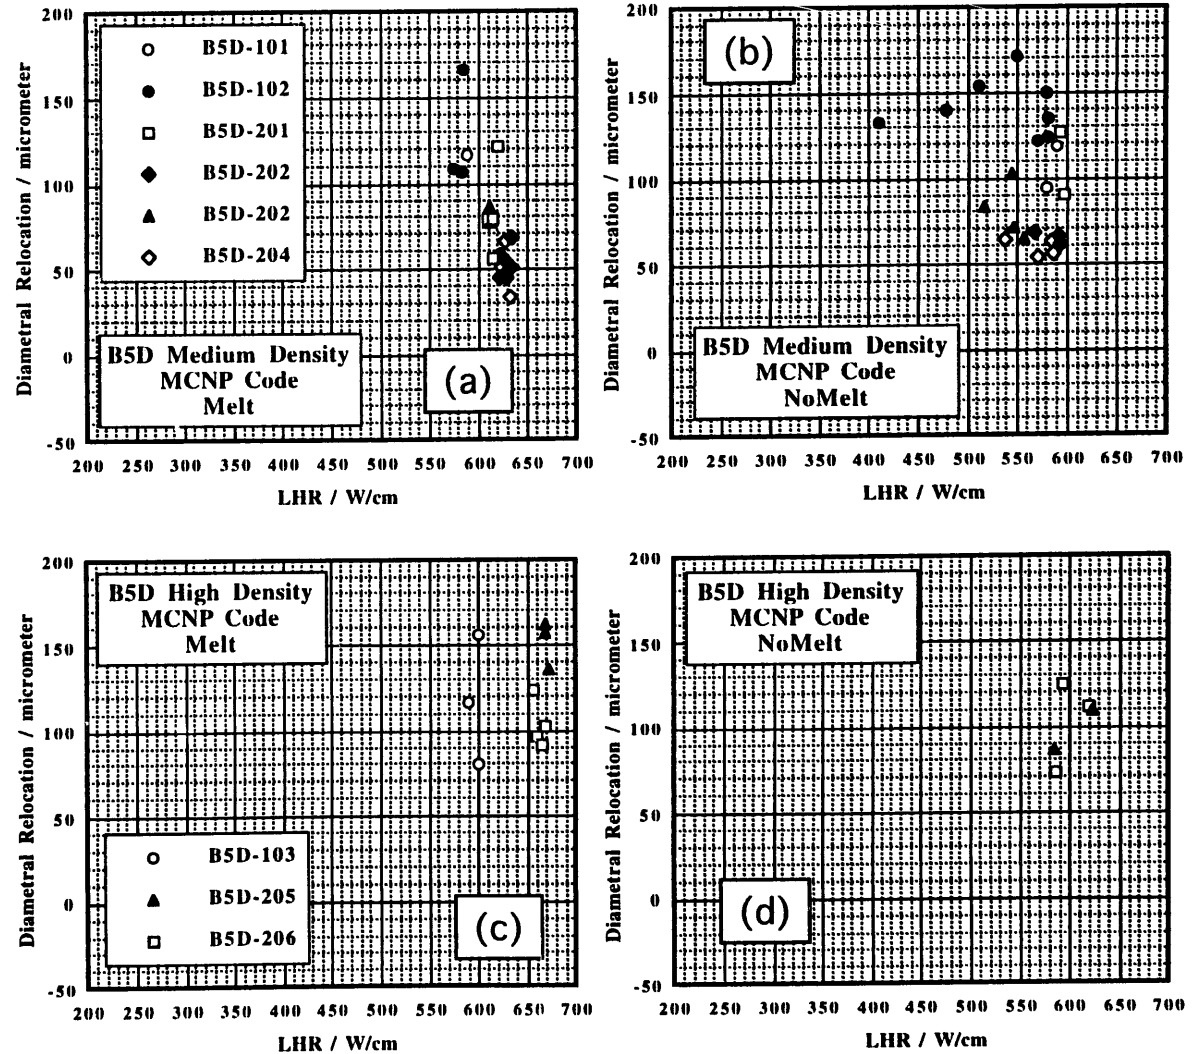 200
150
100
50
0
-50
Diametral Relocation / micrometer
B5D-101
B5D-102
B5D-201
B5D-202
B5D-202
B5D-204
B5D Medium Density
MCNP Code
Melt
(a)
200 250 300 350 400 450 500 550 600 650 700
LHR / W/cm
200
150
100
50
0
-50
Diametral Relocation / micrometer
(b)
B5D Medium Density
MCNP Code
NoMelt
200 250 300 350 400 450 500 550 600 650 700
LHR / W/cm
200
150
100
50
0
-50
Diametral Relocation / micrometer
B5D High Density
MCNP Code
Melt
B5D-103
B5D-205
B5D-206
(c)
200 250 300 350 400 450 500 550 600 650 700
LHR / W/cm
200
150
100
50
0
-50
Diametral Relocation / micrometer
B5D High Density
MCNP Code
NoMelt
(d)
200 250 300 350 400 450 500 550 600 650 700
LHR / W/cm